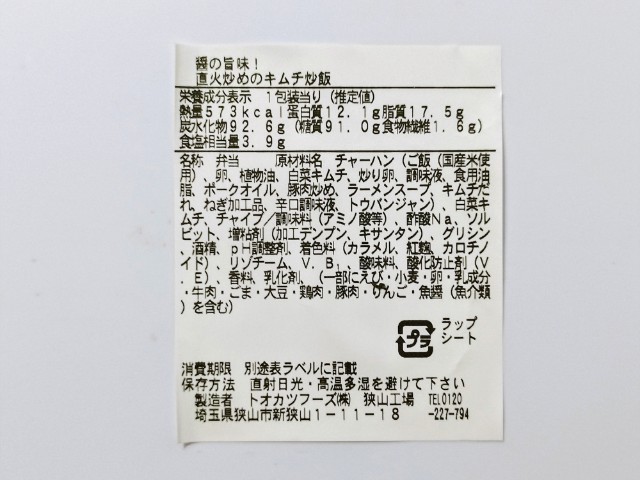 醤の旨味！
直火炒めのキムチ炒飯
栄養成分表示　1包装当り（推定値）
熱量573kcal蛋白質12.1g脂質17.5g
炭水化物92.6g（糖質91.0g食物繊維1.6g）
食塩相当量3.9g
名称　弁当　　原材料名　チャーハン（ご飯（国産米使
用）、卵、植物油、白菜キムチ、炒り卵、調味液、食用油
脂、ポークオイル、豚肉炒め、ラーメンスープ、キムチだ
れ、ねぎ加工品、辛口調味液、トウバンジャン）、白菜キ
ムチ、チャイブ／調味料（アミノ酸等）、酢酸Na、ソル
ビット、増粘剤（加工デンプン、キサンタン）、グリシン
、酒精、pH調整剤、着色料（カラメル、紅麹、カロチノ
イド）、リゾチーム、V.B₁、酸味料、酸化防止剤（V
.E）、香料、乳化剤、（一部にえび・小麦・卵・乳成分
・牛肉・ごま・大豆・鶏肉・豚肉・りんご・魚醤（魚介類
）を含む）
プラ
ラップ
シート
消費期限　別途表ラベルに記載
保存方法　直射日光・高温多湿を避けて下さい
製造者　トオカツフーズ㈱　狭山工場　TEL0120
埼玉県狭山市新狭山1-11-18　-227-794